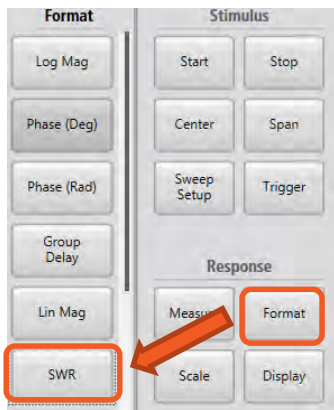 Format
Log Mag
Phase (Deg)
Phase (Rad)
Group
Delay
Lin Mag
SWR
Stimulus
Start
Stop
Center
Span
Sweep
Setup
Trigger
Response
Format
Scale
Display